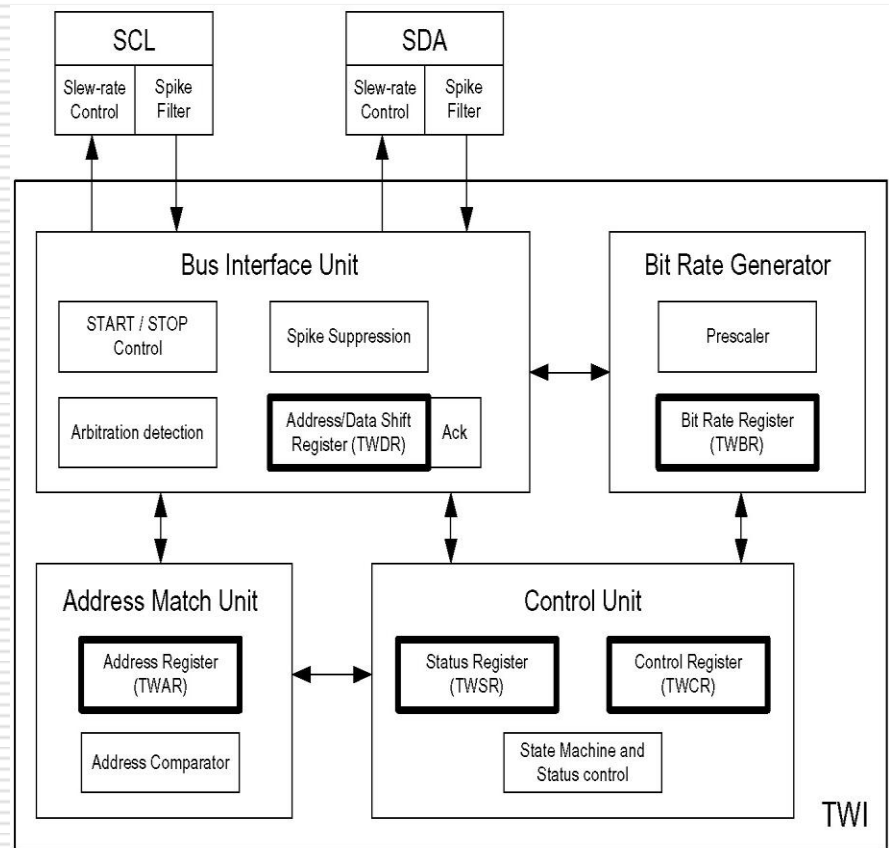 SCL
SDA
Slew-rate
Control
Spike
Filter
Slew-rate
Control
Spike
Filter
Bus Interface Unit
START / STOP
Control
Spike Suppression
Arbitration detection
Address/Data Shift
Register (TWDR)
Ack
Bit Rate Generator
Prescaler
Bit Rate Register
(TWBR)
Address Match Unit
Address Register
(TWAR)
Address Comparator
Control Unit
Status Register
(TWSR)
Control Register
(TWCR)
State Machine and
Status control
TWI